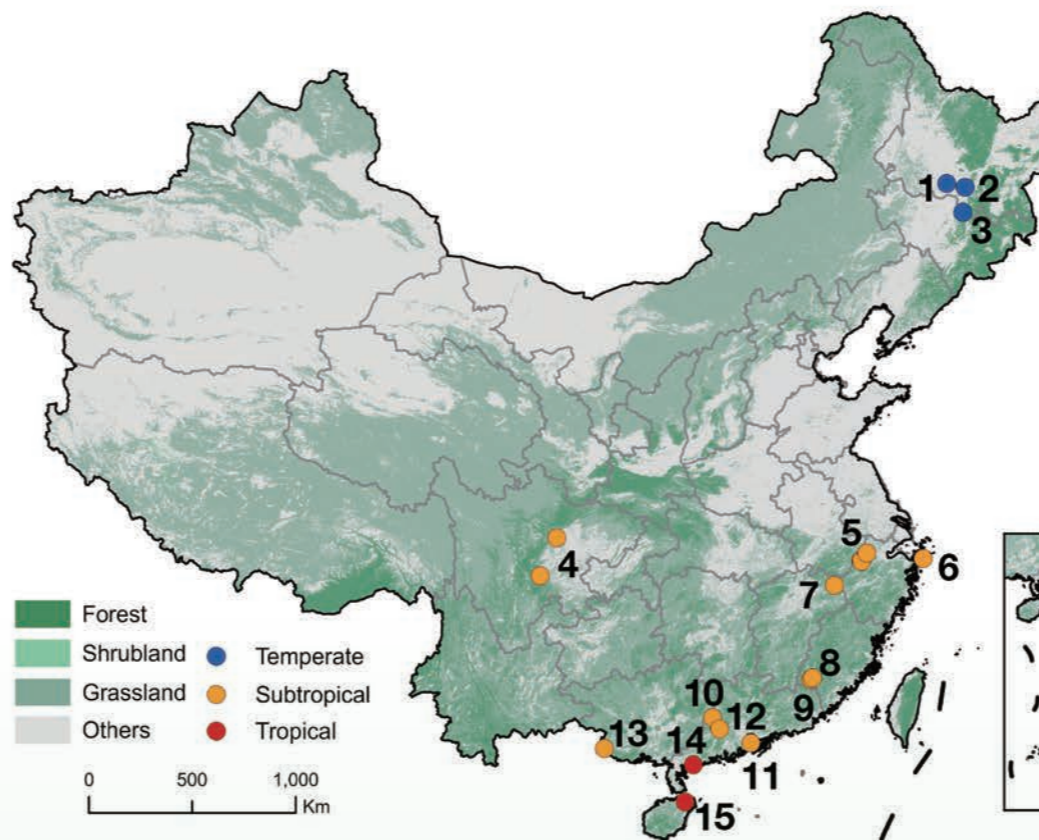 1
2
3
4
5
6
7
8
9
10
12
13
14
11
15
Forest
Shrubland
Grassland
Others
Temperate
Subtropical
Tropical
0 500 1,000
Km